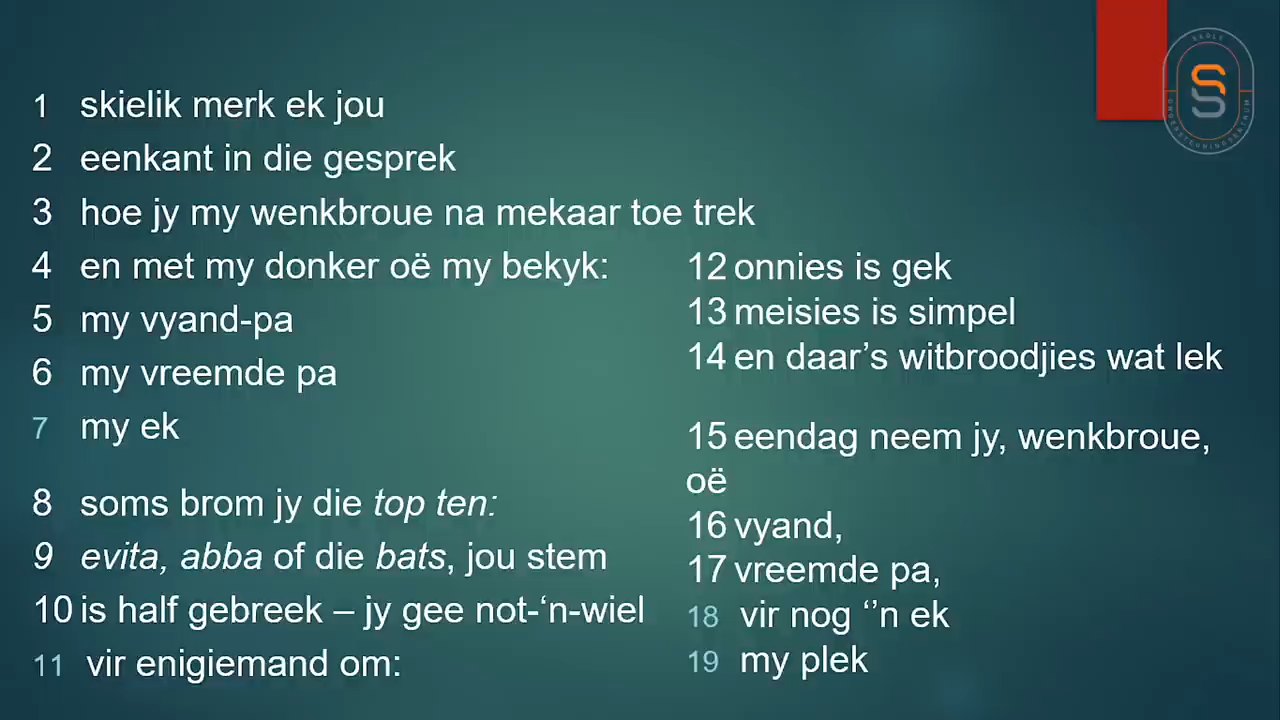 1 skielik merk ek jou
2 eenkant in die gesprek
3 hoe jy my wenkbroue na mekaar toe trek
4 en met my donker oë my bekyk:
5 my vyand-pa
6 my vreemde pa
7 my ek
8 soms brom jy die top ten:
9 evita, abba of die bats, jou stem
10 is half gebreek – jy gee not-‘n-wiel
11 vir enigiemand om:
12 onnies is gek
13 meisies is simpel
14 en daar’s witbroodjies wat lek
15 eendag neem jy, wenkbroue,
oë
16 vyand,
17 vreemde pa,
18 vir nog ‘’n ek
19 my plek
SKOLE
ONDERSTEUNINGSENTRUM